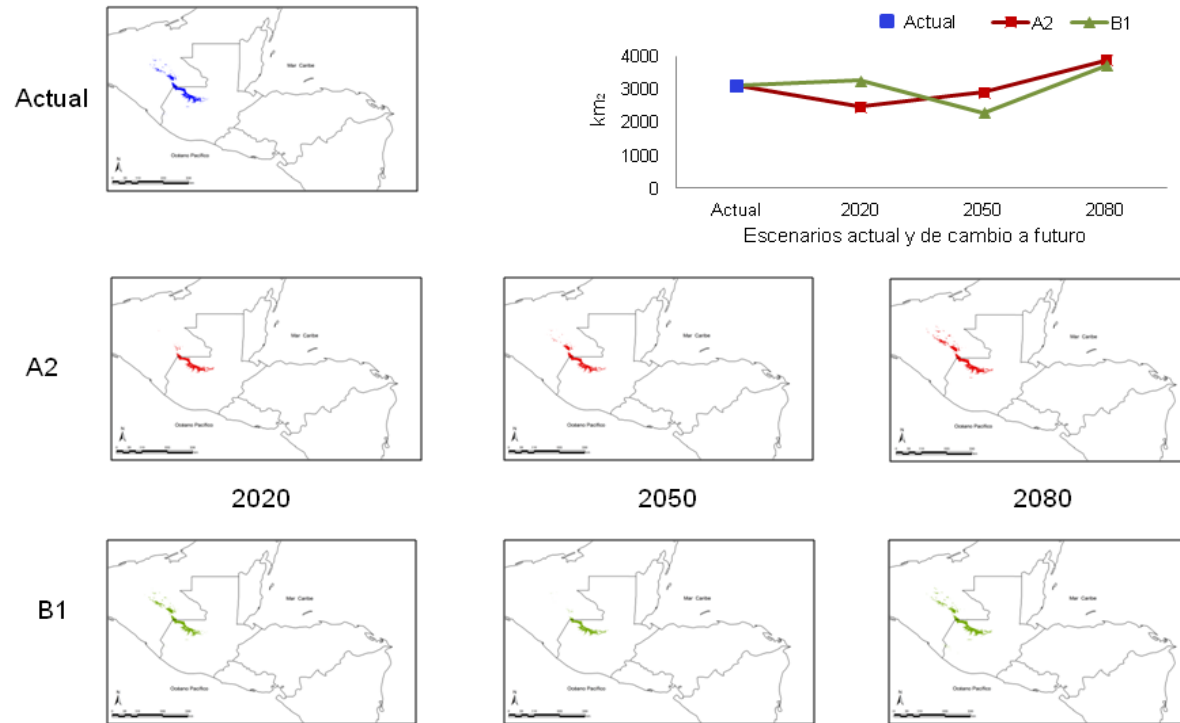 Actual A2 B1
4000
3000
2000
1000
0
km₂
Actual 2020 2050 2080
Escenarios actual y de cambio a futuro
Actual
Mar Caribe
Océano Pacífico
N
A2
Mar Caribe
Océano Pacífico
N
Mar Caribe
Océano Pacífico
N
Mar Caribe
Océano Pacífico
N
2020 2050 2080
B1
Mar Caribe
Océano Pacífico
N
Mar Caribe
Océano Pacífico
N
Mar Caribe
Océano Pacífico
N